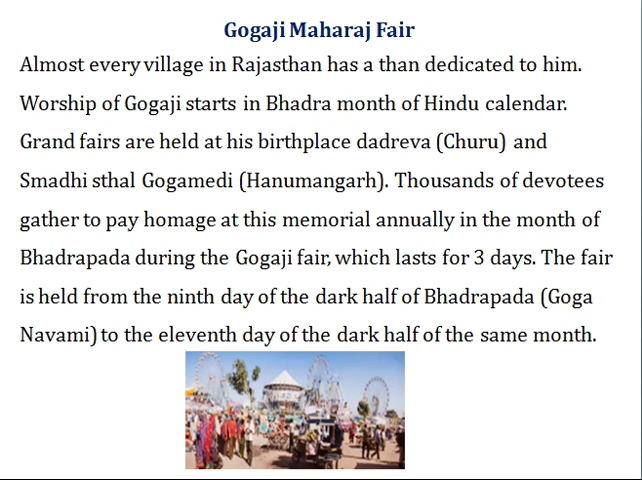 Gogaji Maharaj Fair
Almost every village in Rajasthan has a than dedicated to him.
Worship of Gogaji starts in Bhadra month of Hindu calendar.
Grand fairs are held at his birthplace dadreva (Churu) and
Smadhi sthal Gogamedi (Hanumangarh). Thousands of devotees
gather to pay homage at this memorial annually in the month of
Bhadrapada during the Gogaji fair, which lasts for 3 days. The fair
is held from the ninth day of the dark half of Bhadrapada (Goga
Navami) to the eleventh day of the dark half of the same month.